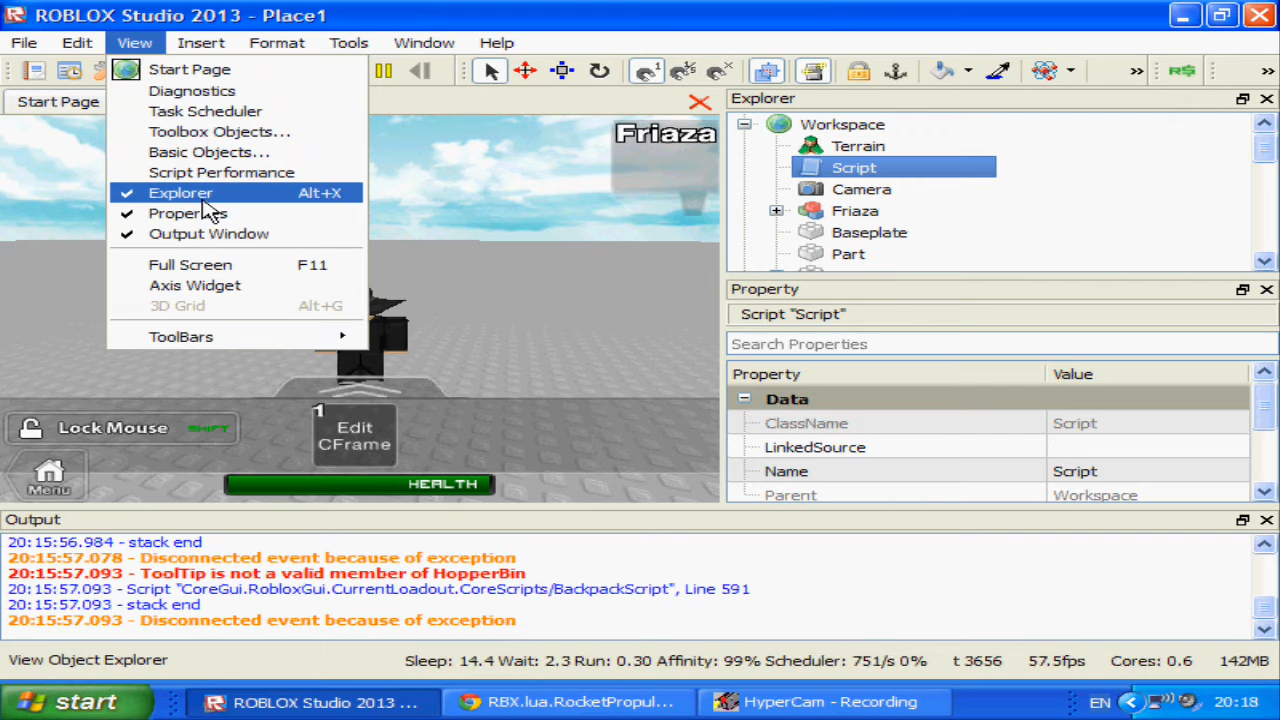 ROBLOX Studio 2013 - Place1
File Edit View Insert Format Tools Window Help
Start Page
Diagnostics
Task Scheduler
Toolbox Objects...
Basic Objects...
Script Performance
Explorer Alt+X
Output Window
Full Screen F11
Axis Widget
3D Grid Alt+G
ToolBars
R$
Start Page
Friaza
Lock Mouse SHIFT
Menu
1
Edit
CFrame
HEALTH
Explorer
Workspace
Terrain
Script
Camera
Friaza
Baseplate
Part
Property
Script "Script"
Search Properties
Property Value
Data
ClassName Script
LinkedSource
Name Script
Parent Workspace
Output
20:15:56.984 - stack end
20:15:57.078 - Disconnected event because of exception
20:15:57.093 - ToolTip is not a valid member of HopperBin
20:15:57.093 - Script "CoreGui.RobloxGui.CurrentLoadout.CoreScripts/BackpackScript", Line 591
20:15:57.093 - stack end
20:15:57.093 - Disconnected event because of exception
View Object Explorer Sleep: 14.4 Wait: 2.3 Run: 0.30 Affinity: 99% Scheduler: 751/s 0% t 3656 57.5fps Cores: 0.6 142MB
start ROBLOX Studio 2013 ... RBX.lua.RocketPropul... HyperCam - Recording EN 20:18